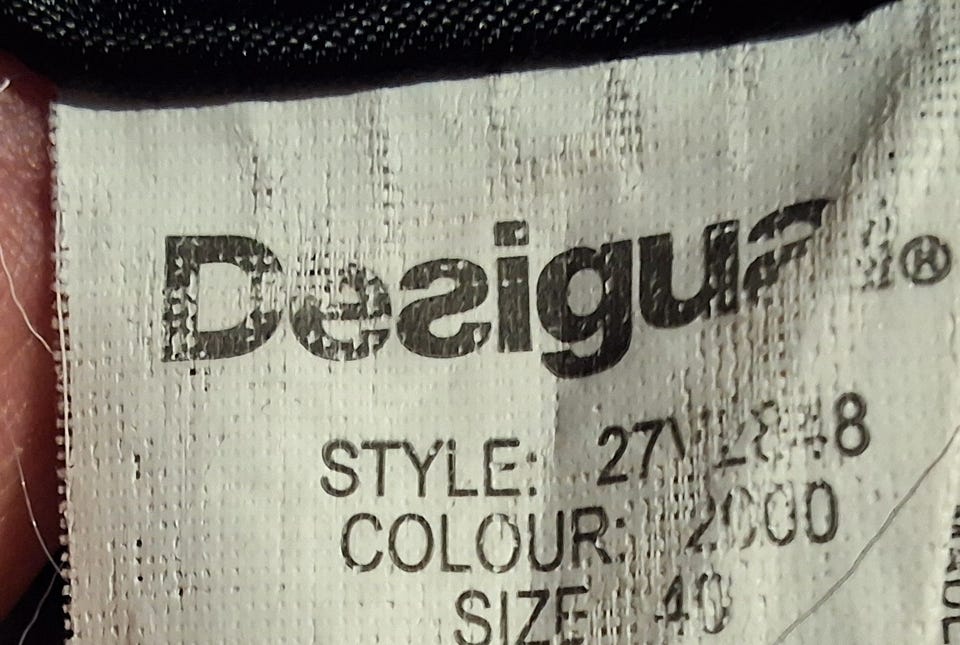 Desigual®
STYLE:
COLOUR: 2000
SIZE 40